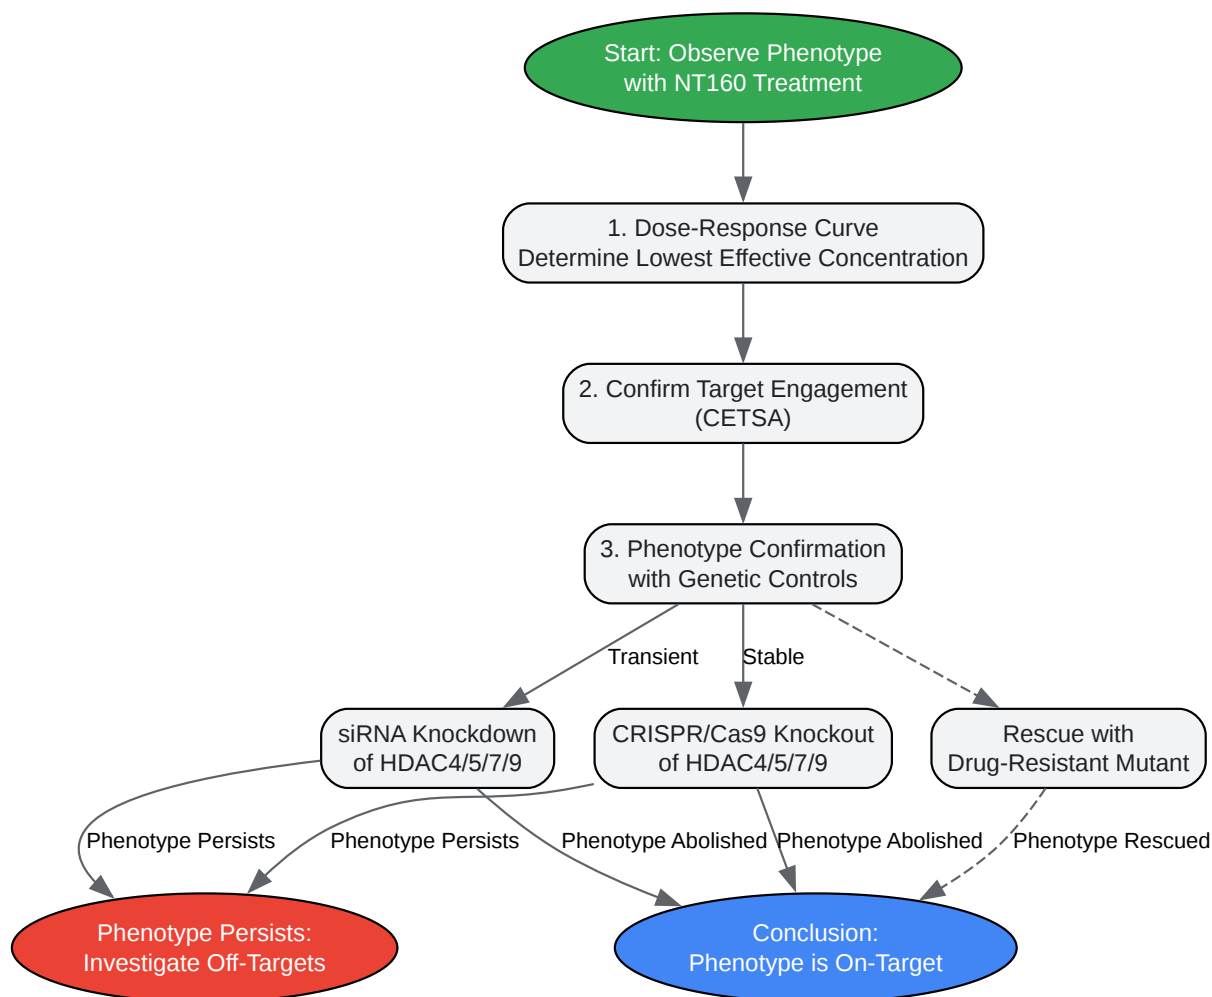 Start: Observe Phenotype
with NT160 Treatment
1. Dose-Response Curve
Determine Lowest Effective Concentration
2. Confirm Target Engagement
(CETSA)
3. Phenotype Confirmation
with Genetic Controls
Transient
Stable
siRNA Knockdown
of HDAC4/5/7/9
CRISPR/Cas9 Knockout
of HDAC4/5/7/9
Rescue with
Drug-Resistant Mutant
Phenotype Persists
Phenotype Persists
Phenotype Abolished
Phenotype Abolished
Phenotype Rescued
Phenotype Persists:
Investigate Off-Targets
Conclusion:
Phenotype is On-Target